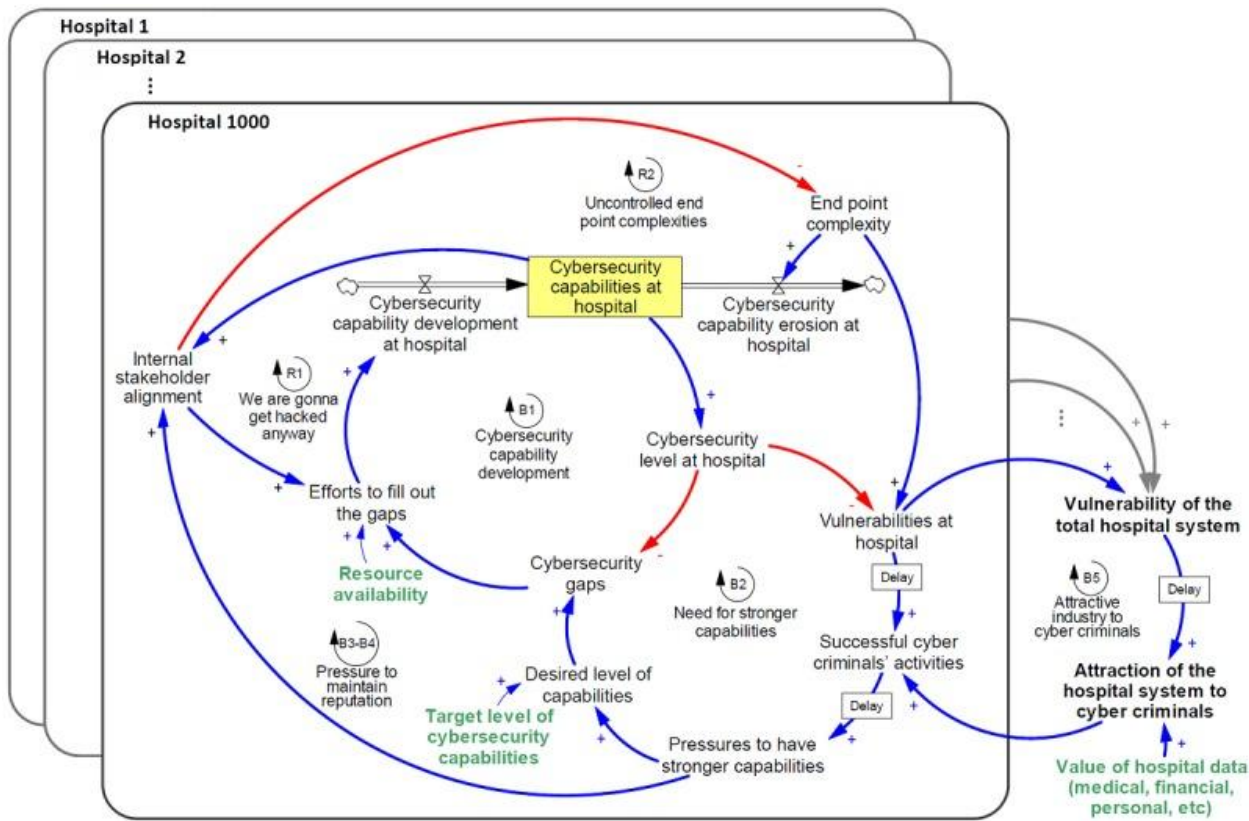 Hospital 1
Hospital 2
⋮
Hospital 1000
-
R2
Uncontrolled end
point complexities
End point
complexity
+
+
Cybersecurity
capabilities at
hospital
Cybersecurity
capability development
at hospital
Cybersecurity
capability erosion at
hospital
+
Internal
stakeholder
alignment
+
R1
We are gonna
get hacked
anyway
+
+
B1
Cybersecurity
capability
development
Cybersecurity
level at hospital
⋮
+
+
+
+
Efforts to fill out
the gaps
+
+
+
-
Vulnerabilities at
hospital
Vulnerability of the
total hospital system
Resource
availability
Cybersecurity
gaps
-
B2
Need for stronger
capabilities
Delay
B5
Attractive
industry to
cyber criminals
Delay
+
+
+
B3-B4
Pressure to
maintain
reputation
+
Desired level of
capabilities
Successful cyber
criminals' activities
Attraction of the
hospital system to
cyber criminals
Target level of
cybersecurity
capabilities
+
Delay
+
+
+
Pressures to have
stronger capabilities
Value of hospital data
(medical, financial,
personal, etc)